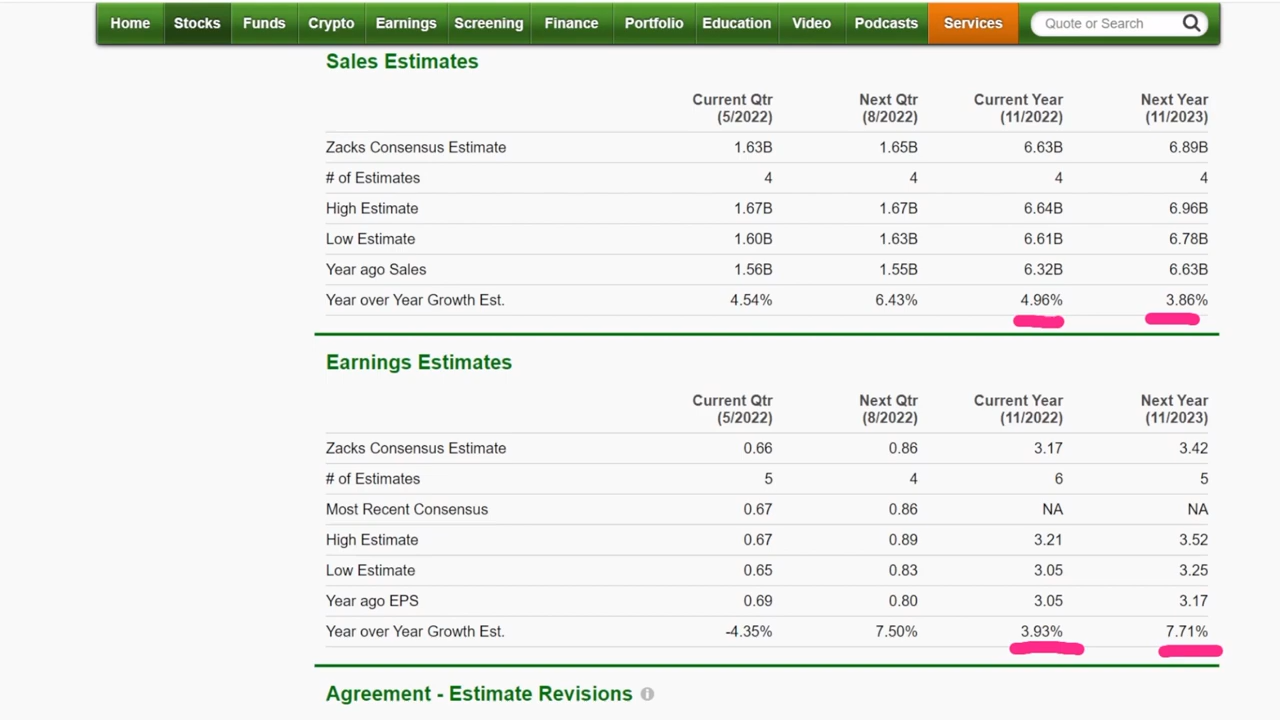 Home Stocks Funds Crypto Earnings Screening Finance Portfolio Education Video Podcasts Services Quote or Search
Sales Estimates
Current Qtr Next Qtr Current Year Next Year
(5/2022) (8/2022) (11/2022) (11/2023)
Zacks Consensus Estimate 1.63B 1.65B 6.63B 6.89B
# of Estimates 4 4 4 4
High Estimate 1.67B 1.67B 6.64B 6.96B
Low Estimate 1.60B 1.63B 6.61B 6.78B
Year ago Sales 1.56B 1.55B 6.32B 6.63B
Year over Year Growth Est. 4.54% 6.43% 4.96% 3.86%
Earnings Estimates
Current Qtr Next Qtr Current Year Next Year
(5/2022) (8/2022) (11/2022) (11/2023)
Zacks Consensus Estimate 0.66 0.86 3.17 3.42
# of Estimates 5 4 6 5
Most Recent Consensus 0.67 0.86 NA NA
High Estimate 0.67 0.89 3.21 3.52
Low Estimate 0.65 0.83 3.05 3.25
Year ago EPS 0.69 0.80 3.05 3.17
Year over Year Growth Est. -4.35% 7.50% 3.93% 7.71%
Agreement - Estimate Revisions